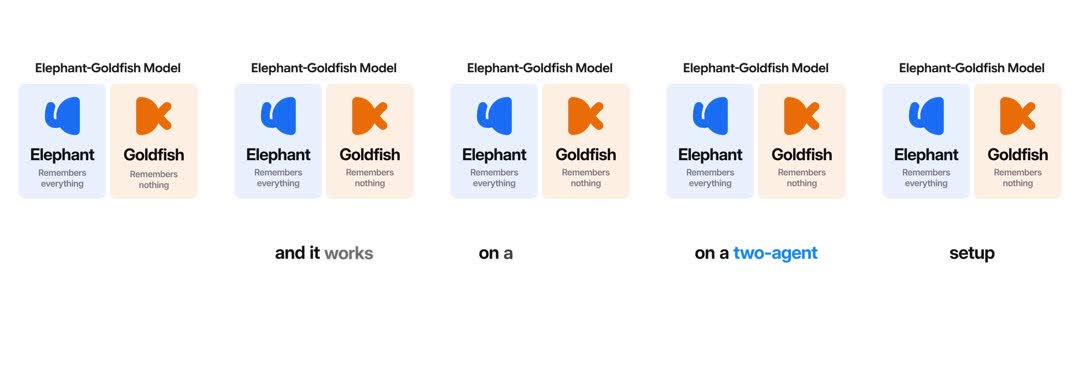 Elephant-Goldfish Model
Elephant
Remembers
everything
Goldfish
Remembers
nothing
Elephant-Goldfish Model
Elephant
Remembers
everything
Goldfish
Remembers
nothing
and it works
Elephant-Goldfish Model
Elephant
Remembers
everything
Goldfish
Remembers
nothing
on a
Elephant-Goldfish Model
Elephant
Remembers
everything
Goldfish
Remembers
nothing
on a two-agent
Elephant-Goldfish Model
Elephant
Remembers
everything
Goldfish
Remembers
nothing
setup